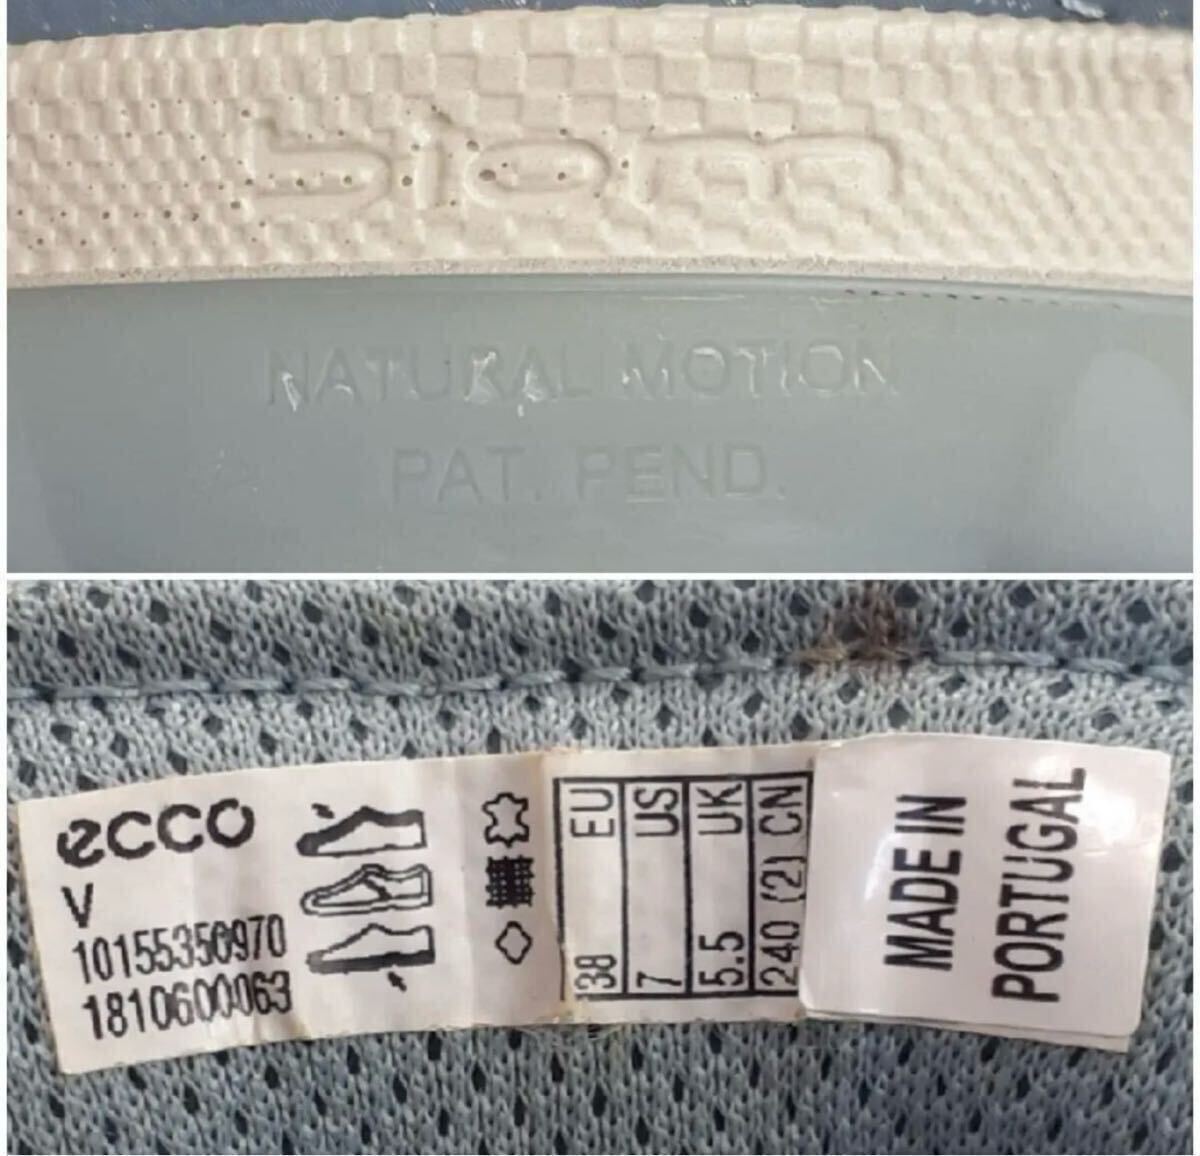 biom
NATURAL MOTION
PAT. PEND.
ecco
V
10155350970
1810600063
EU 38
US 7
UK 5.5
CN 240 (2)
MADE IN
PORTUGAL